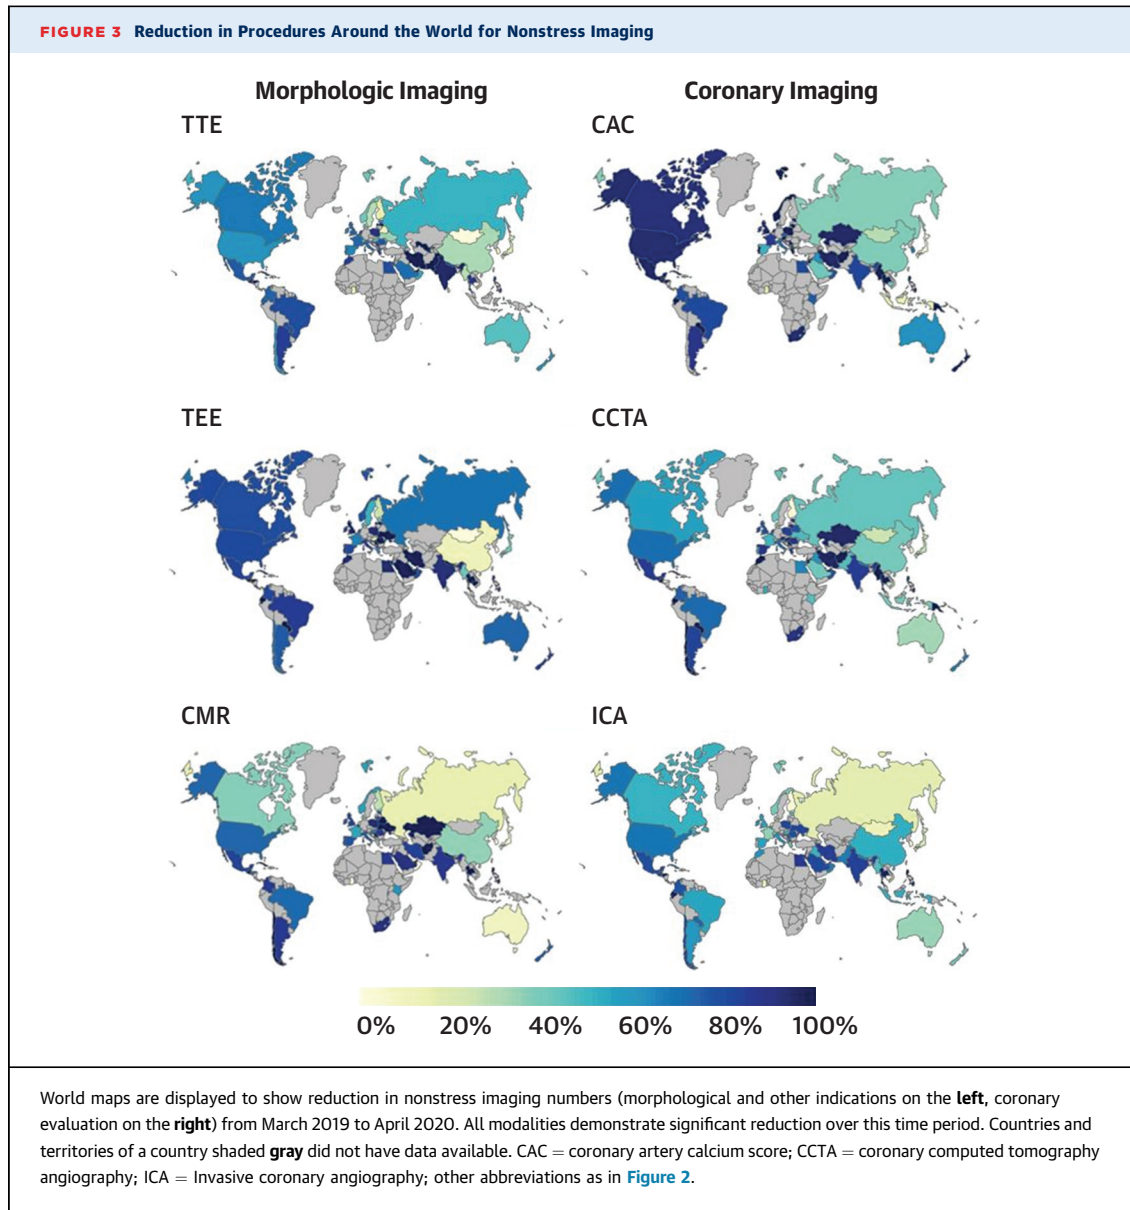 FIGURE 3 Reduction in Procedures Around the World for Nonstress Imaging
Morphologic Imaging
Coronary Imaging
TTE
CAC
TEE
CCTA
CMR
ICA
0% 20% 40% 60% 80% 100%
World maps are displayed to show reduction in nonstress imaging numbers (morphological and other indications on the left, coronary
evaluation on the right) from March 2019 to April 2020. All modalities demonstrate significant reduction over this time period. Countries and
territories of a country shaded gray did not have data available. CAC = coronary artery calcium score; CCTA = coronary computed tomography
angiography; ICA = Invasive coronary angiography; other abbreviations as in Figure 2.